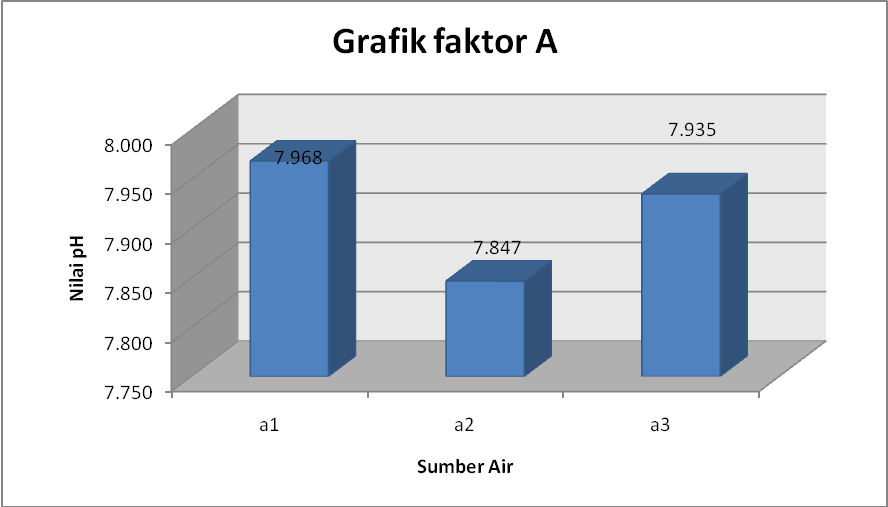 Grafik faktor A
8.000
7.950
7.900
7.850
7.800
7.750
Nilai pH
7.968
7.847
7.935
a1
a2
a3
Sumber Air